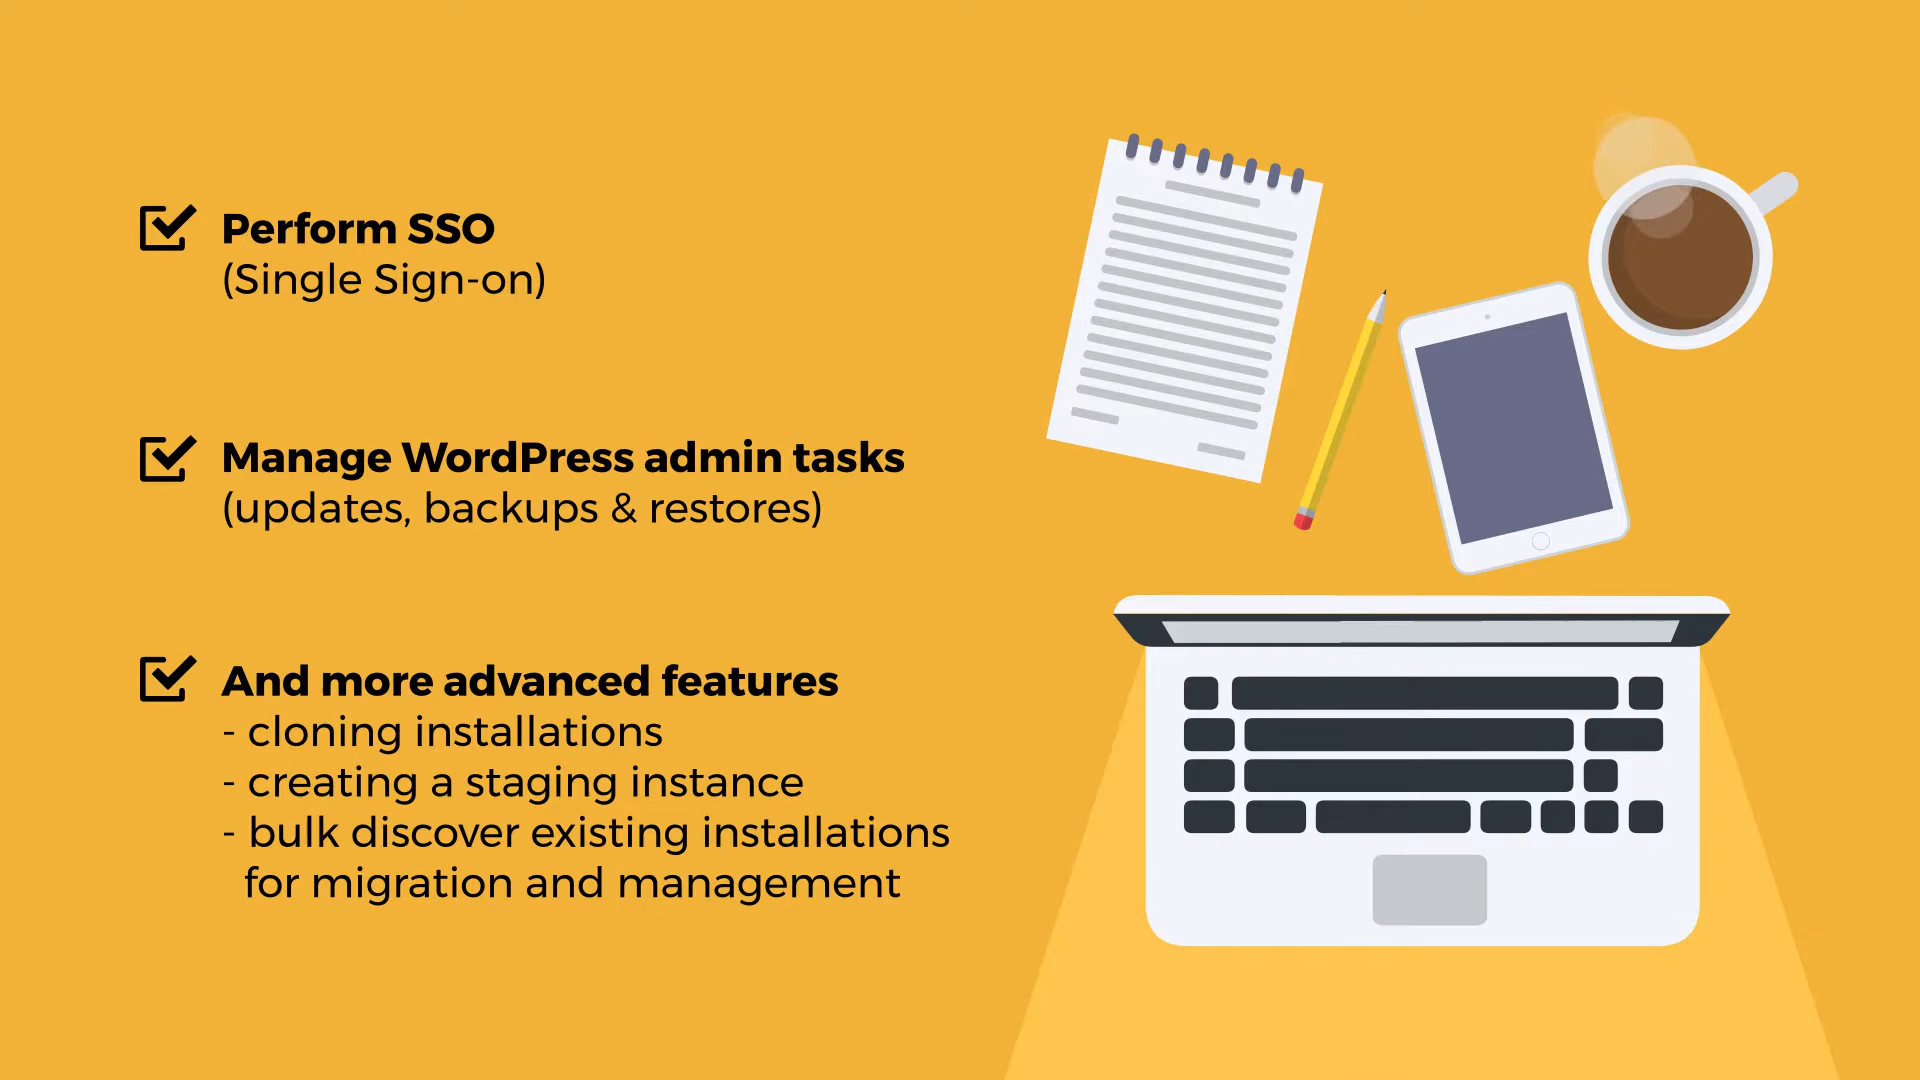 Perform SSO
(Single Sign-on)
Manage WordPress admin tasks
(updates, backups & restores)
And more advanced features
- cloning installations
- creating a staging instance
- bulk discover existing installations
for migration and management